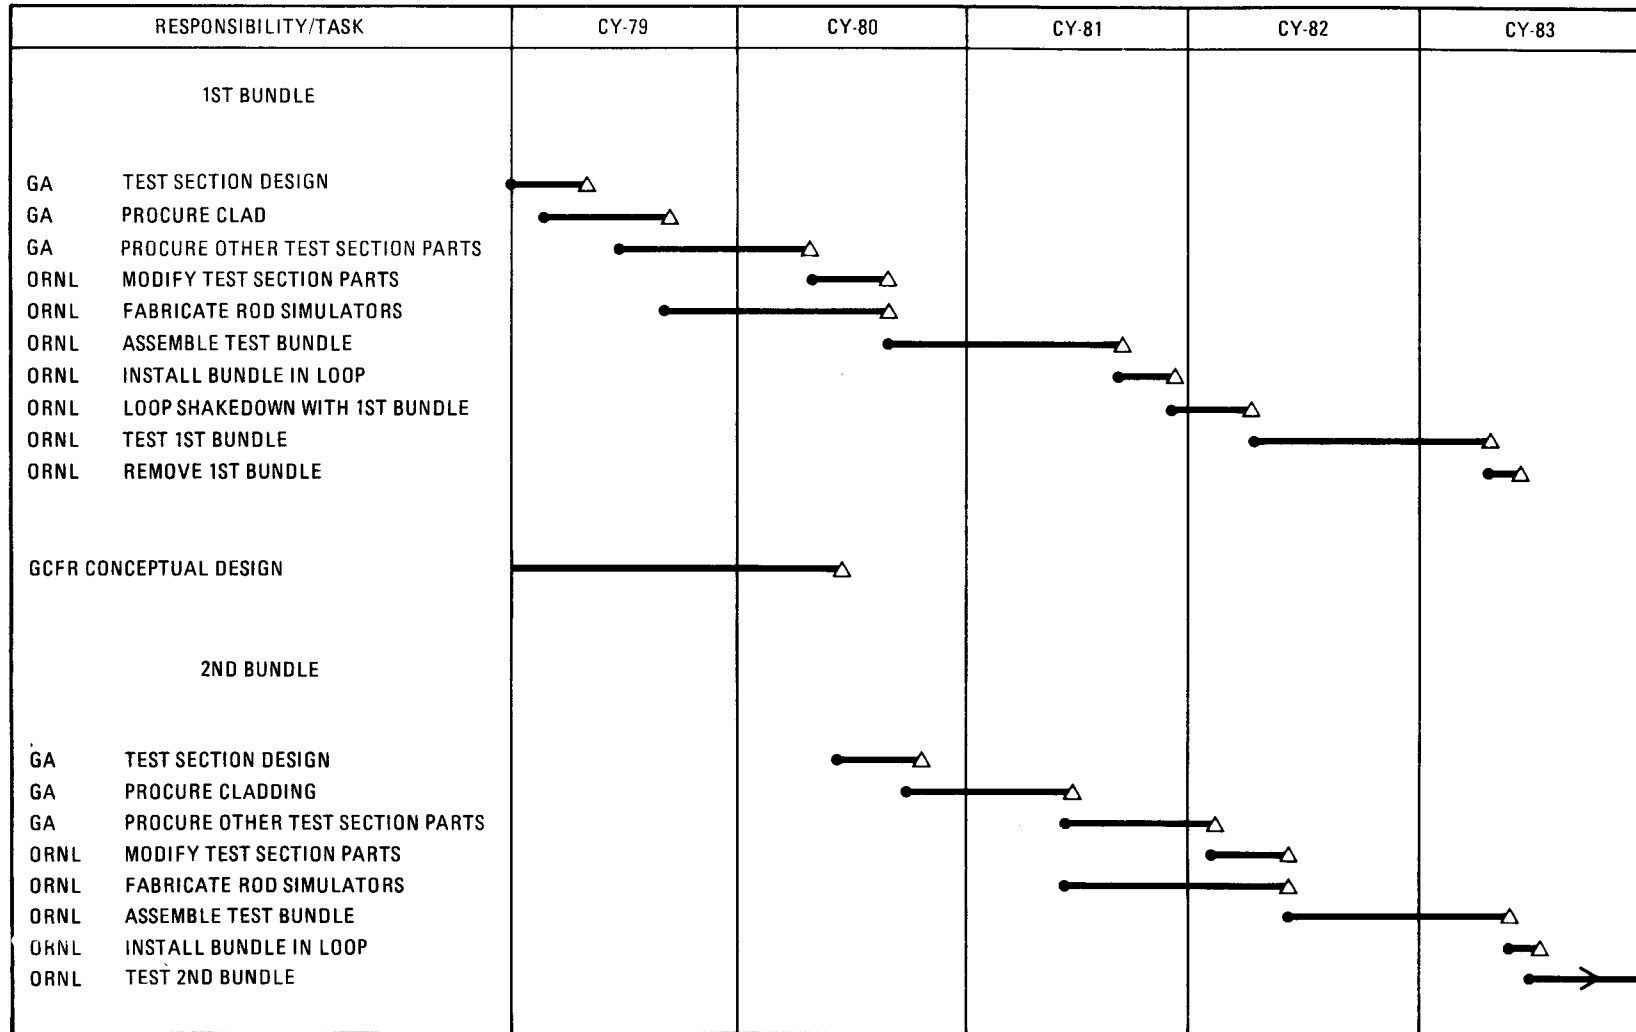 RESPONSIBILITY/TASK CY-79 CY-80 CY-81 CY-82 CY-83
1ST BUNDLE
GA TEST SECTION DESIGN
GA PROCURE CLAD
GA PROCURE OTHER TEST SECTION PARTS
ORNL MODIFY TEST SECTION PARTS
ORNL FABRICATE ROD SIMULATORS
ORNL ASSEMBLE TEST BUNDLE
ORNL INSTALL BUNDLE IN LOOP
ORNL LOOP SHAKEDOWN WITH 1ST BUNDLE
ORNL TEST 1ST BUNDLE
ORNL REMOVE 1ST BUNDLE
GCFR CONCEPTUAL DESIGN
2ND BUNDLE
GA TEST SECTION DESIGN
GA PROCURE CLADDING
GA PROCURE OTHER TEST SECTION PARTS
ORNL MODIFY TEST SECTION PARTS
ORNL FABRICATE ROD SIMULATORS
ORNL ASSEMBLE TEST BUNDLE
ORNL INSTALL BUNDLE IN LOOP
ORNL TEST 2ND BUNDLE